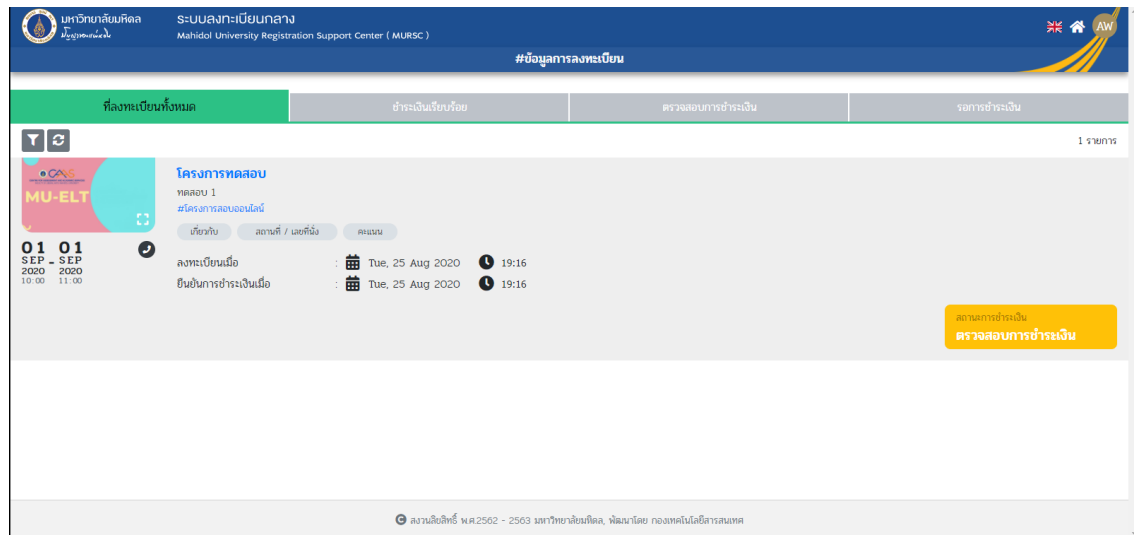 มหาวิทยาลัยมหิดล
ปัญญาของแผ่นดิน
ระบบลงทะเบียนกลาง
Mahidol University Registration Support Center ( MURSC )
AW
#ข้อมูลการลงทะเบียน
ที่ลงทะเบียนทั้งหมด
ชำระเงินเรียบร้อย
ตรวจสอบการชำระเงิน
รอการชำระเงิน
1 รายการ
MU-ELT
01 SEP 2020 10:00 - 01 SEP 2020 11:00
โครงการทดสอบ
ทดสอบ 1
#โครงการสอบออนไลน์
เกี่ยวกับ สถานที่ / เลขที่นั่ง คะแนน
ลงทะเบียนเมื่อ : Tue, 25 Aug 2020 19:16
ยืนยันการชำระเงินเมื่อ : Tue, 25 Aug 2020 19:16
สถานะการชำระเงิน
ตรวจสอบการชำระเงิน
สงวนลิขสิทธิ์ พ.ศ.2562 - 2563 มหาวิทยาลัยมหิดล, พัฒนาโดย กองเทคโนโลยีสารสนเทศ